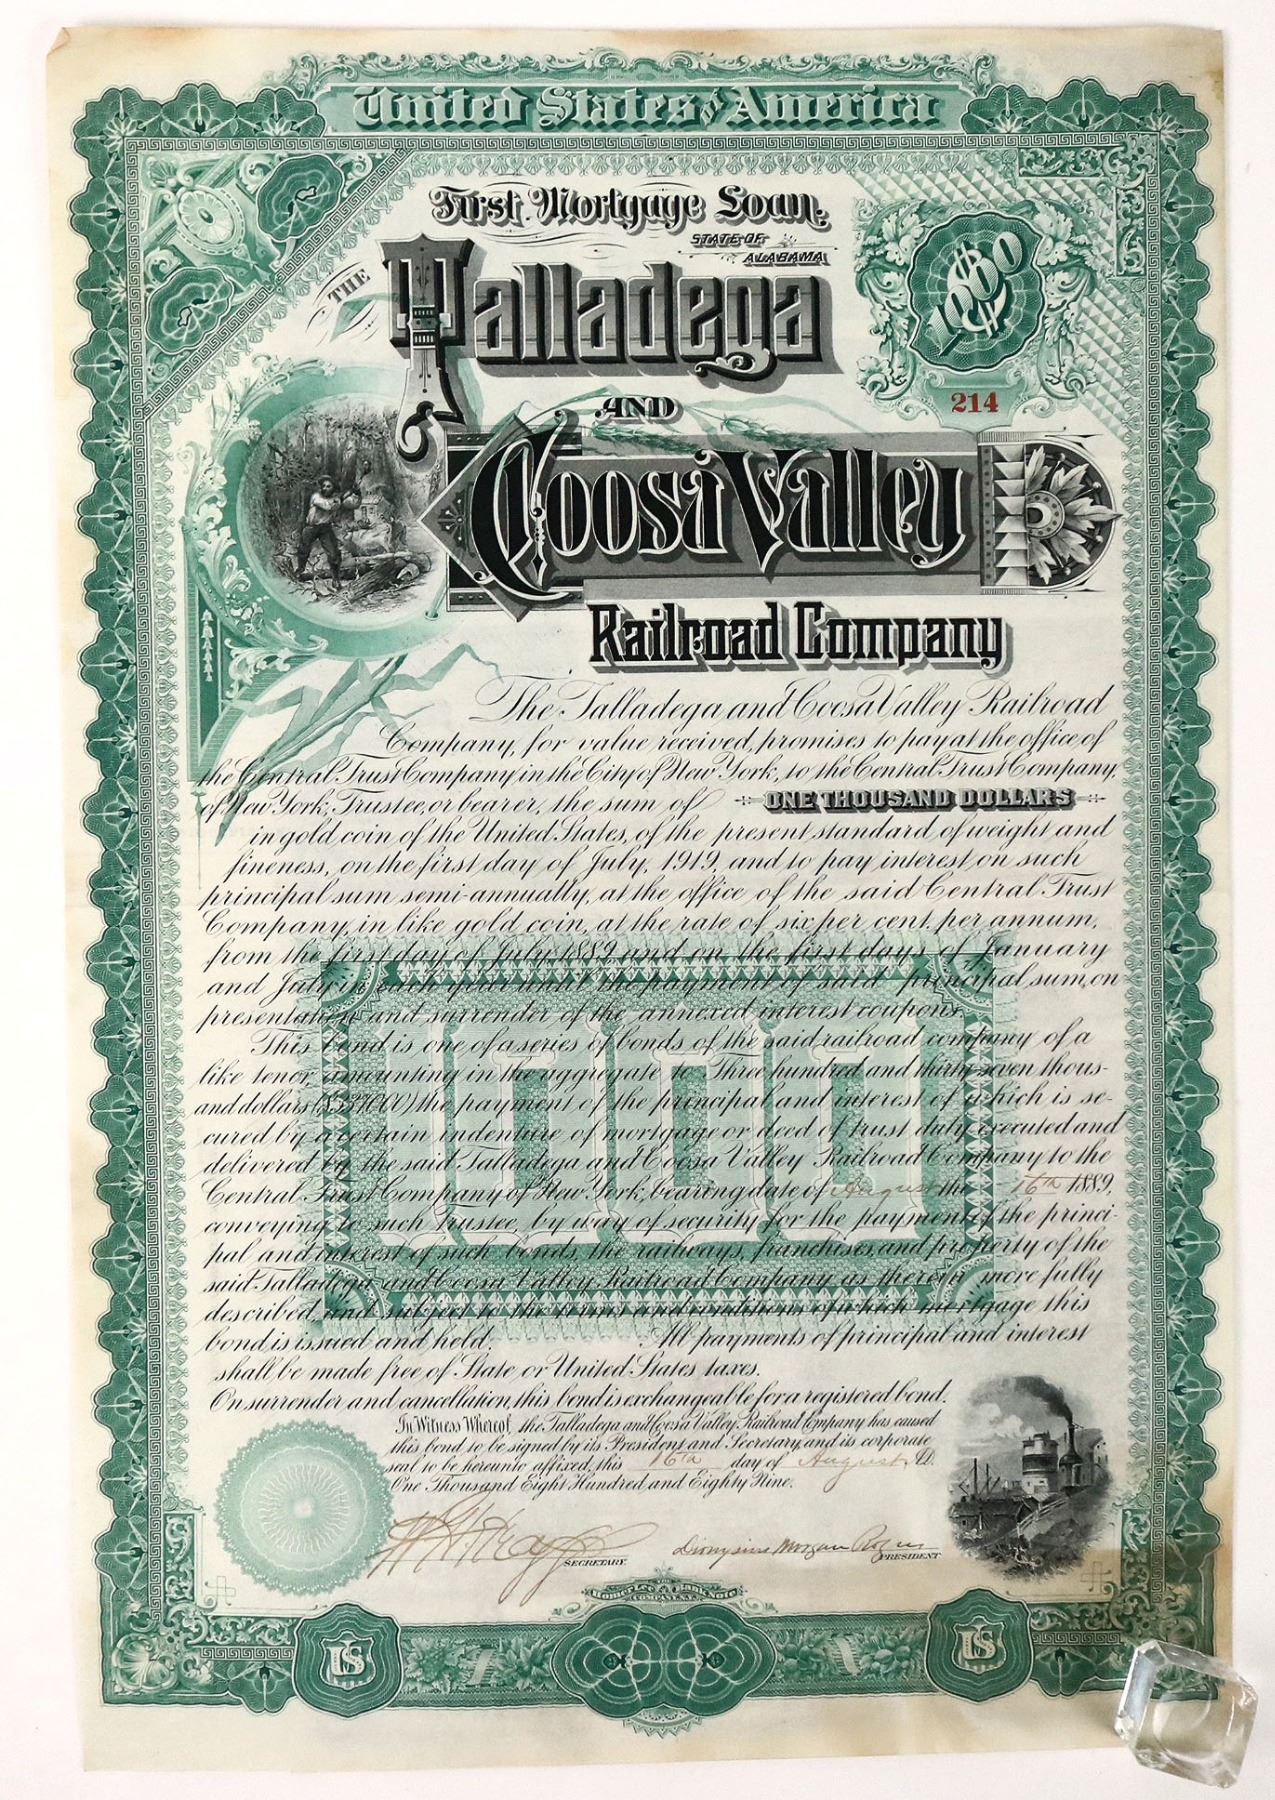 United States of America
First Mortgage Loan.
STATE OF
ALABAMA
THE
Talladega
$1000
214
AND
Coosa Valley
Railroad Company
The Talladega and Coosa Valley Railroad
Company, for value received, promises to pay at the office of
the Central Trust Company in the City of New York, to the Central Trust Company,
of New York, Trustee, or bearer, the sum of ONE THOUSAND DOLLARS
in gold coin of the United States, of the present standard of weight and
fineness, on the first day of July, 1919, and to pay interest on such
principal sum semi-annually, at the office of the said Central Trust
Company, in like gold coin, at the rate of six per cent. per annum,
from the first day of July, 1889 and on the first days of January
and July in each year until the payment of said principal sum, on
presentation and surrender of the annexed interest coupons.
This bond is one of a series of bonds of the said railroad company of a
like tenor, amounting in the aggregate to Three hundred and thirty seven thous-
and dollars ($337000) the payment of the principal and interest of which is se-
cured by a certain indenture of mortgage or deed of trust duly executed and
delivered by the said Talladega and Coosa Valley Railroad Company to the
Central Trust Company of New York, bearing date of August the 16th 1889,
conveying to such trustee, by way of security for the payment of the princi-
pal and interest of such bonds, the railways, franchises, and property of the
said Talladega and Coosa Valley Railroad Company as therein more fully
described, and subject to the terms and conditions of which mortgage this
bond is issued and held. All payments of principal and interest
shall be made free of State or United States taxes.
On surrender and cancellation, this bond is exchangeable for a registered bond.
1000
In Witness Whereof, the Talladega and Coosa Valley Railroad Company has caused
this bond to be signed by its President and Secretary, and its corporate
seal to be hereunto affixed, this 16th day of August, A.D.
One Thousand Eight Hundred and Eighty Nine.
SECRETARY.
Dionysius Morgan Rogers
PRESIDENT
THE
HOMER LEE BANK NOTE
COMPANY, N.Y.
US
US